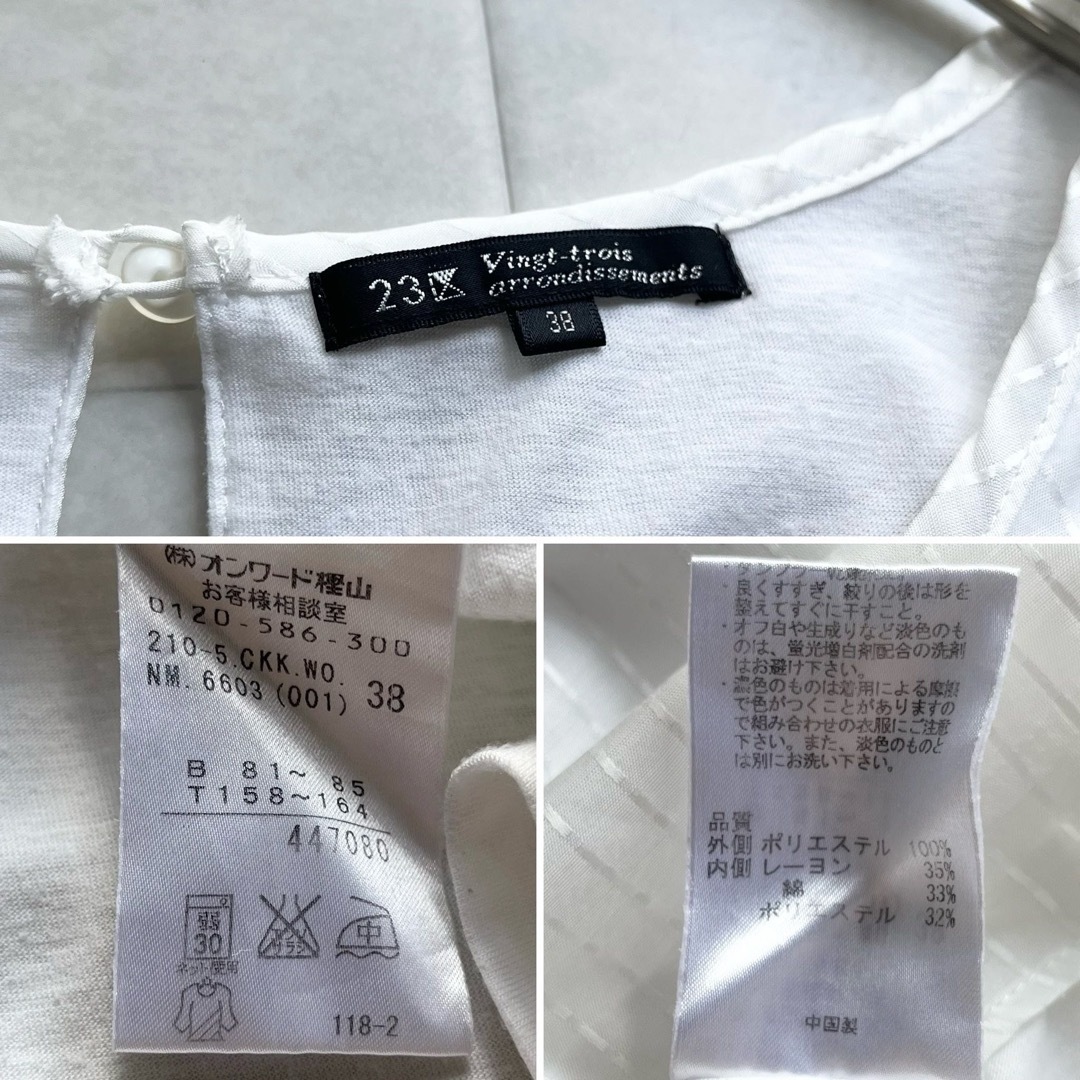 23区 Vingt-trois
arrondissements
38
(株)オンワード樫山
お客様相談室
0120-586-300
210-5.CKK.WO.
NM. 6603 (001) 38
B 81~ 85
T158~164
447080
弱
30
エンソ
サラシ
中
ネット使用
118-2
良くすすぎ、絞りの後は形を
整えてすぐに干すこと。
・オフ白や生成りなど淡色のも
のは、蛍光増白剤配合の洗剤
はお避け下さい。
・濃色のものは着用による摩擦
で色がつくことがありますの
で組み合わせの衣服にご注意
下さい。また、淡色のものと
は別にお洗い下さい。
品質
外側 ポリエステル 100%
内側 レーヨン 35%
綿 33%
ポリエステル 32%
中国製